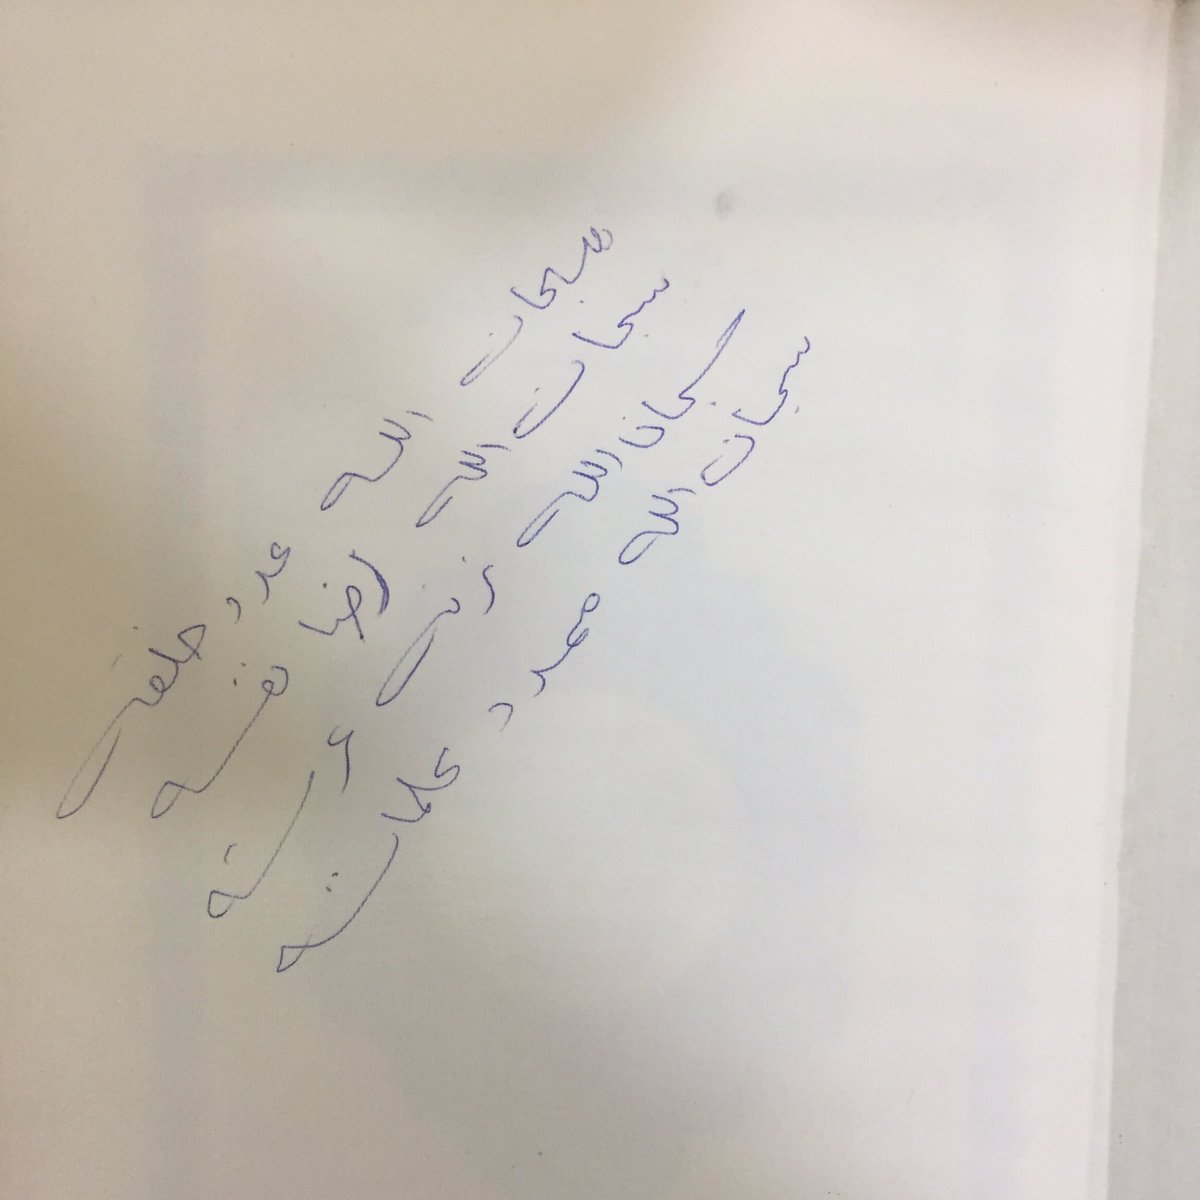 سبحان الله عدد خلقه
سبحان الله رضا نفسه
سبحان الله زنة عرشه
سبحان الله مداد كلماته